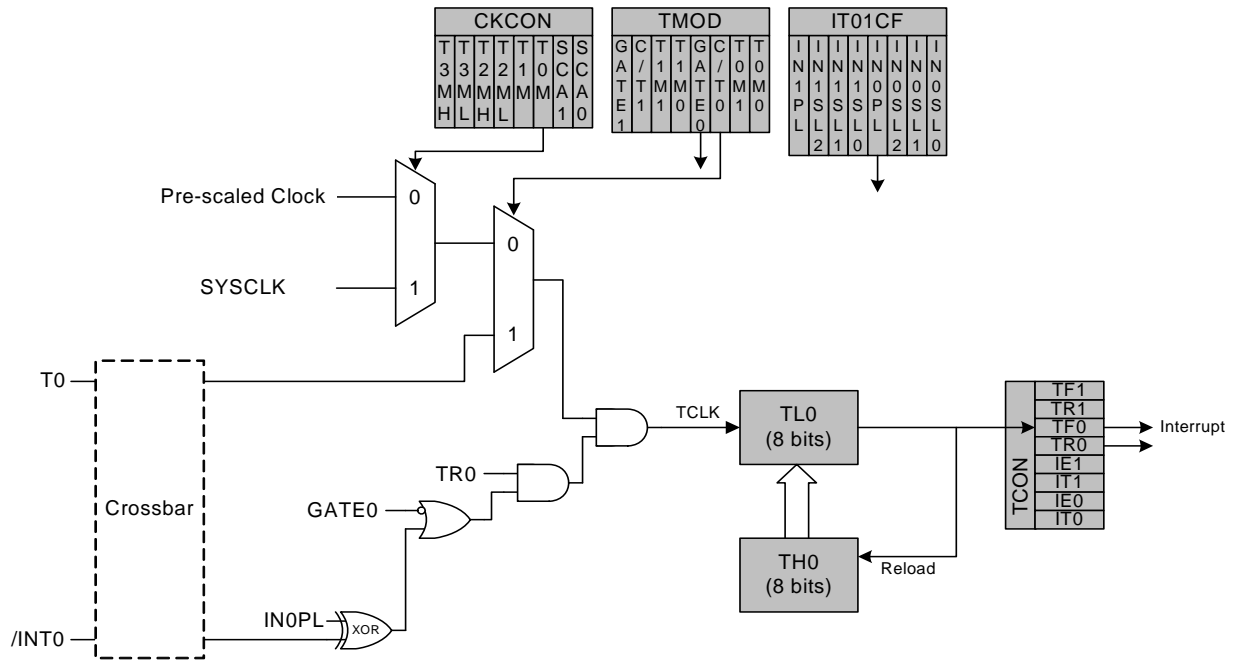 CKCON
TMOD
IT01CF
T3MH
T3ML
T2MH
T2ML
T1M
T0M
SCA1
SCA0
GATE1
C/T1
T1M1
T1M0
GATE0
C/T0
T0M1
T0M0
IN1PL
IN1SL2
IN1SL1
IN1SL0
IN0PL
IN0SL2
IN0SL1
IN0SL0
Pre-scaled Clock
0
SYSCLK
1
0
1
T0
Crossbar
/INT0
GATE0
TR0
IN0PL
XOR
TCLK
TL0
(8 bits)
TH0
(8 bits)
Reload
TCON
TF1
TR1
TF0
TR0
IE1
IT1
IE0
IT0
Interrupt